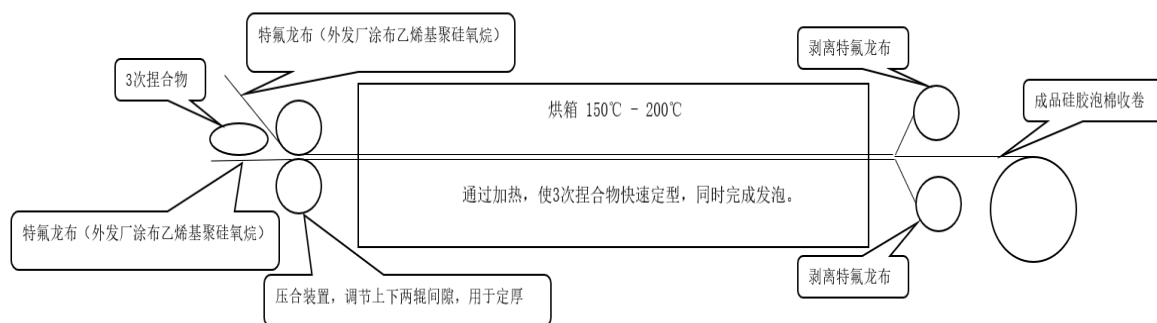 特氟龙布（外发厂涂布乙烯基聚硅氧烷）
剥离特氟龙布
3次捏合物
成品硅胶泡棉收卷
烘箱 150℃ - 200℃
通过加热，使3次捏合物快速定型，同时完成发泡。
特氟龙布（外发厂涂布乙烯基聚硅氧烷）
剥离特氟龙布
压合装置，调节上下两辊间隙，用于定厚